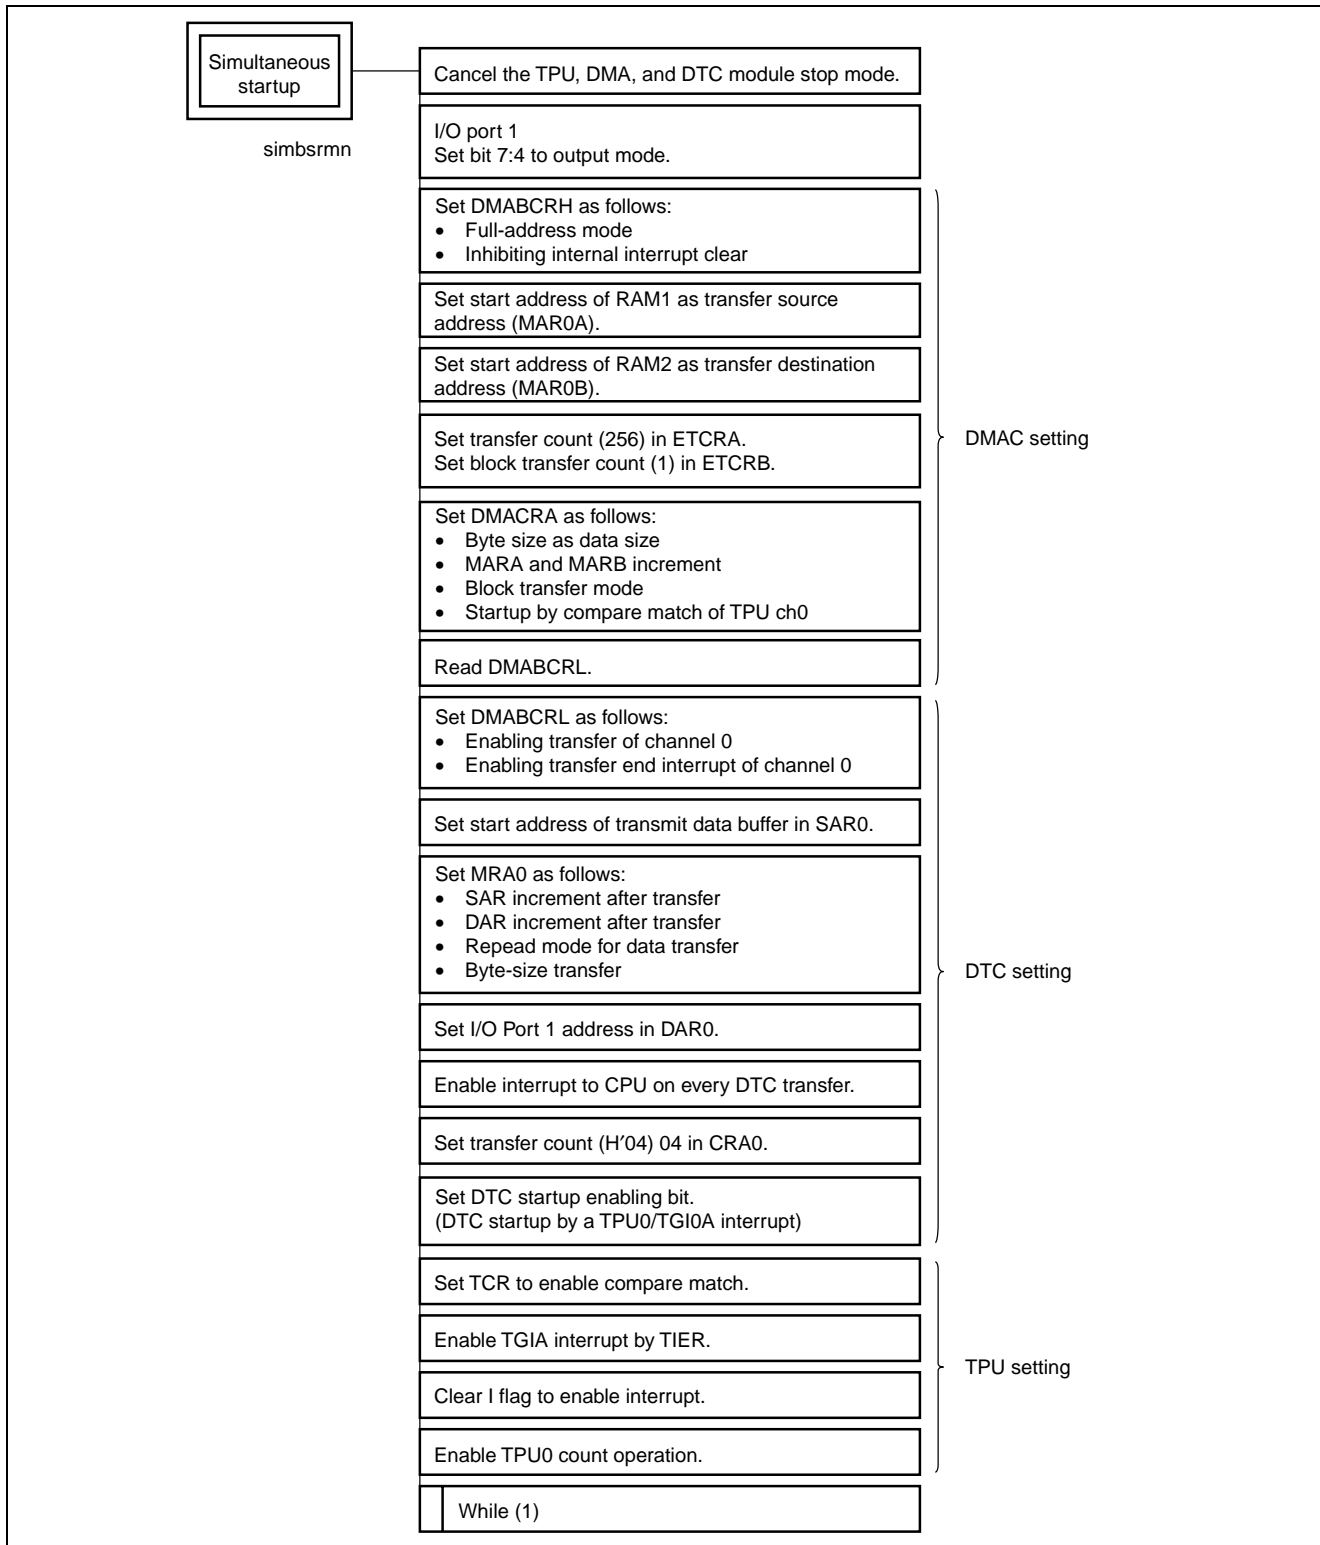 Simultaneous
startup
simbsrmn
Cancel the TPU, DMA, and DTC module stop mode.
I/O port 1
Set bit 7:4 to output mode.
Set DMABCRH as follows:
• Full-address mode
• Inhibiting internal interrupt clear
Set start address of RAM1 as transfer source
address (MAR0A).
Set start address of RAM2 as transfer destination
address (MAR0B).
Set transfer count (256) in ETCRA.
Set block transfer count (1) in ETCRB.
DMAC setting
Set DMACRA as follows:
• Byte size as data size
• MARA and MARB increment
• Block transfer mode
• Startup by compare match of TPU ch0
Read DMABCRL.
Set DMABCRL as follows:
• Enabling transfer of channel 0
• Enabling transfer end interrupt of channel 0
Set start address of transmit data buffer in SAR0.
Set MRA0 as follows:
• SAR increment after transfer
• DAR increment after transfer
• Repead mode for data transfer
• Byte-size transfer
DTC setting
Set I/O Port 1 address in DAR0.
Enable interrupt to CPU on every DTC transfer.
Set transfer count (H′04) 04 in CRA0.
Set DTC startup enabling bit.
(DTC startup by a TPU0/TGI0A interrupt)
Set TCR to enable compare match.
Enable TGIA interrupt by TIER.
TPU setting
Clear I flag to enable interrupt.
Enable TPU0 count operation.
While (1)